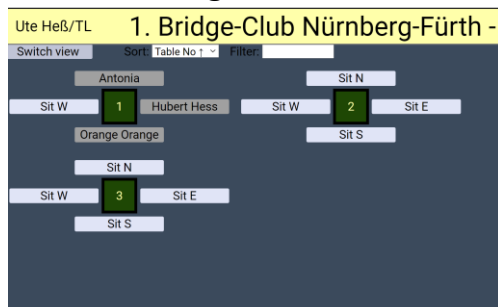 Ute Heß/TL 1. Bridge-Club Nürnberg-Fürth -
Switch view Sort: Table No ↑ Filter:
Antonia Sit N
Sit W 1 Hubert Hess Sit W 2 Sit E
Orange Orange Sit S
Sit N
Sit W 3 Sit E
Sit S